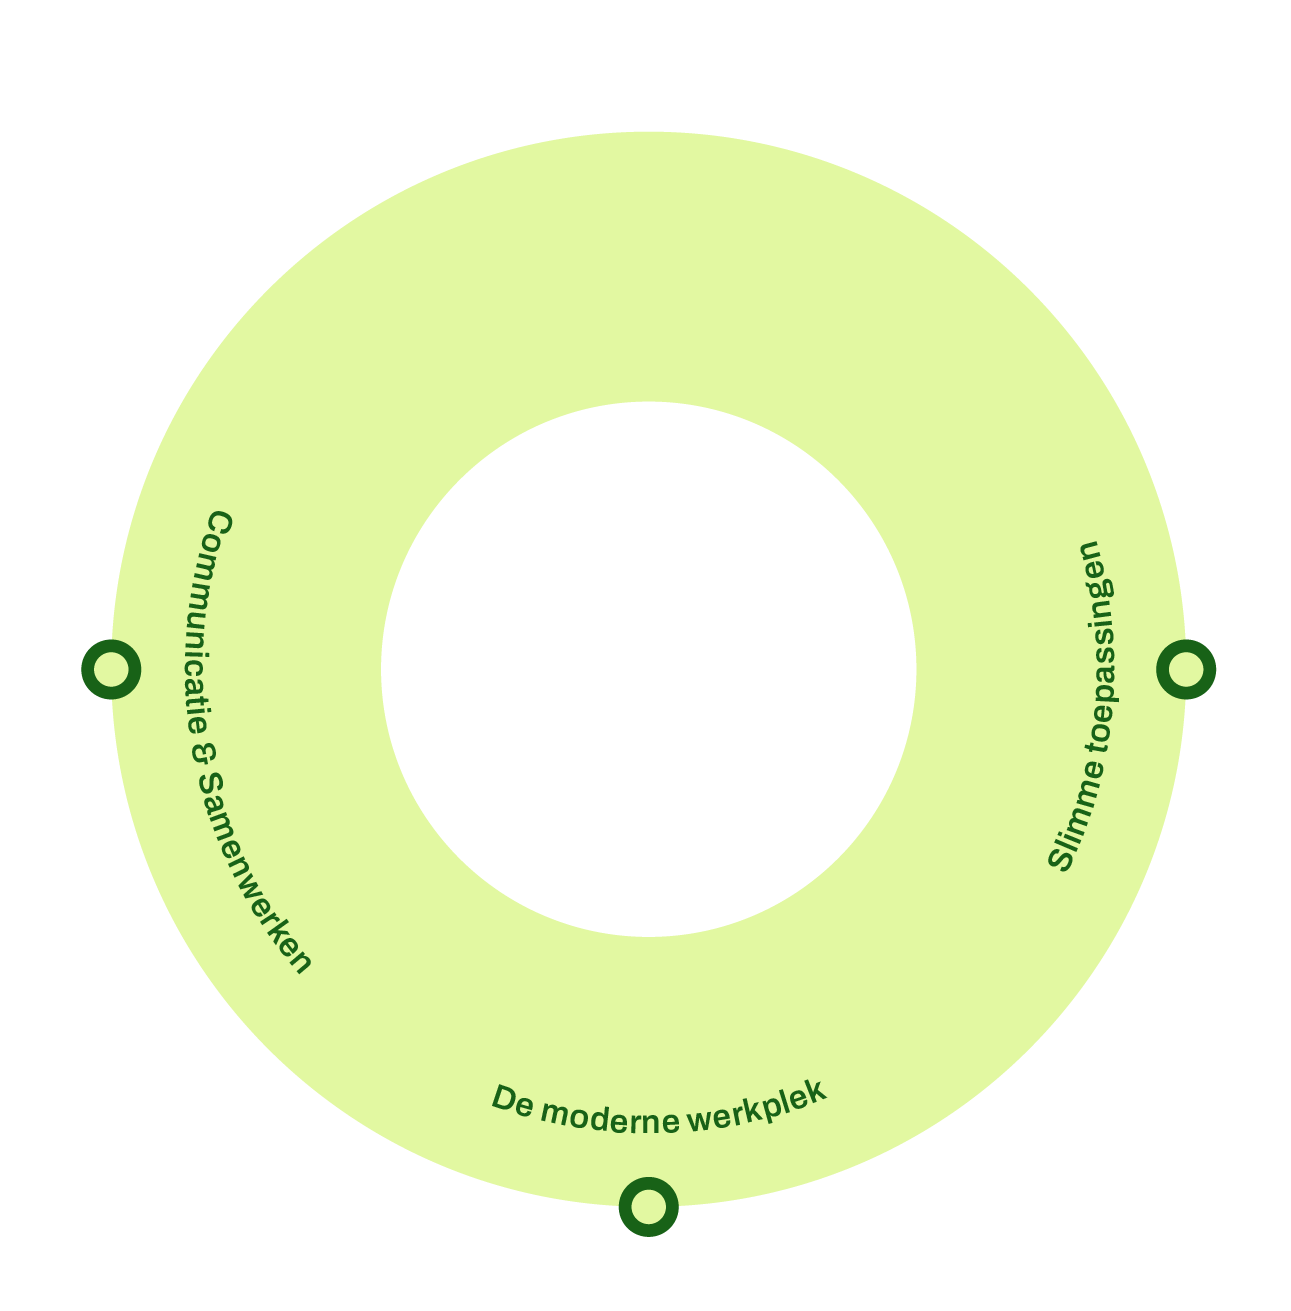 Communicatie & Samenwerken
De moderne werkplek
Slimme toepassingen